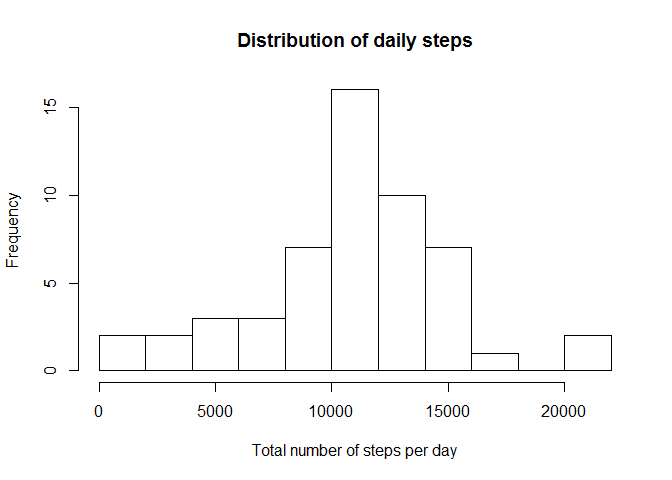 Distribution of daily steps
Frequency
15
10
5
0
0 5000 10000 15000 20000
Total number of steps per day